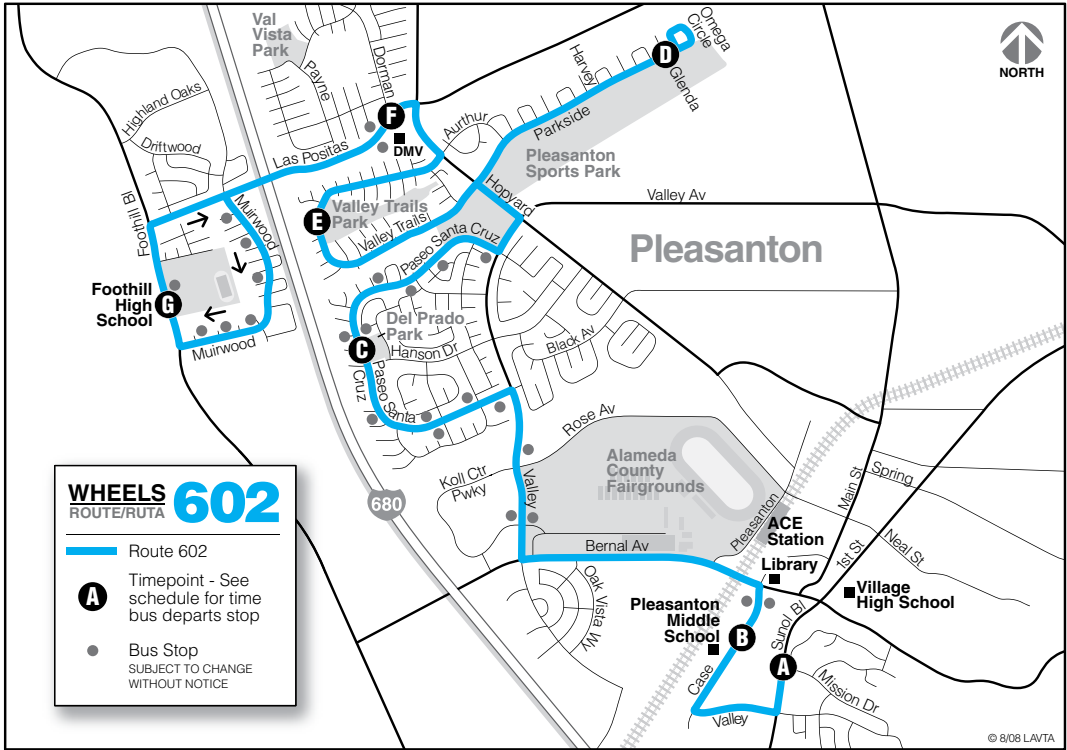 Val
Vista
Park
Payne
Dorman
Omega
Circle
Harvey
D
Glenda
NORTH
Highland Oaks
Driftwood
F
DMV
Aurthur
Parkside
Las Positas
Pleasanton
Sports Park
Foothill Bl
Muirwood
E
Valley Trails
Park
Valley Trails
Hopyard
Valley Av
Paseo Santa Cruz
Pleasanton
Foothill
High
School
G
Muirwood
Del Prado
Park
C
Hanson Dr
Black Av
Paseo Santa
Cruz
Rose Av
Koll Ctr
Pwky
Valley
Alameda
County
Fairgrounds
680
Main St
Spring
Pleasanton
ACE
Station
Bernal Av
Library
1st St
Neal St
Village
High School
Oak Vista Wy
Pleasanton
Middle
School
B
Sunol Bl
A
Case
Mission Dr
Valley
WHEELS
ROUTE/RUTA
602
Route 602
A
Timepoint - See
schedule for time
bus departs stop
Bus Stop
SUBJECT TO CHANGE
WITHOUT NOTICE
© 8/08 LAVTA